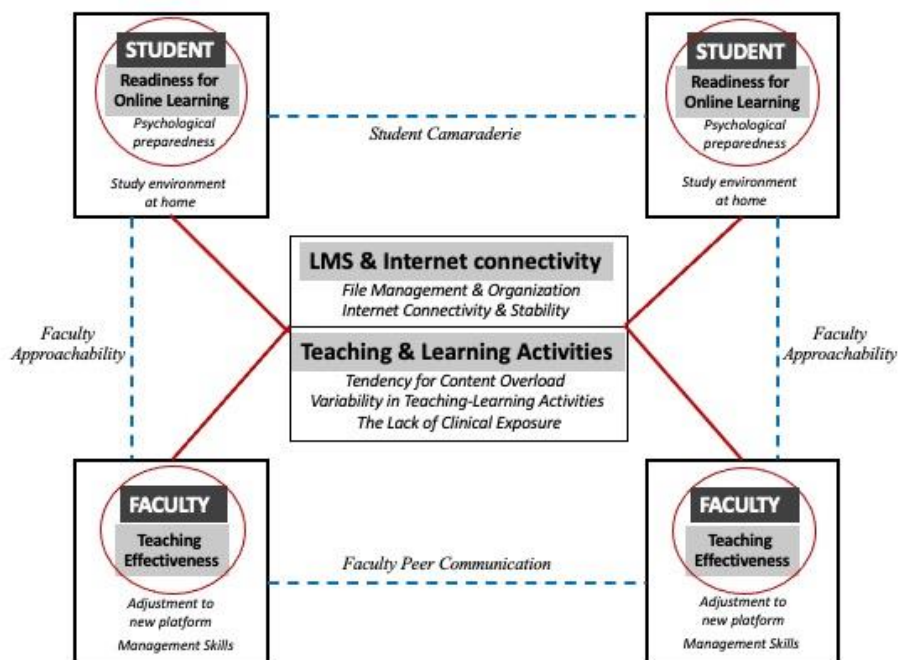 STUDENT
Readiness for
Online Learning
Psychological
preparedness
Study environment
at home
STUDENT
Readiness for
Online Learning
Psychological
preparedness
Study environment
at home
Student Camaraderie
LMS & Internet connectivity
File Management & Organization
Internet Connectivity & Stability
Faculty
Approachability
Teaching & Learning Activities
Tendency for Content Overload
Variability in Teaching-Learning Activities
The Lack of Clinical Exposure
Faculty
Approachability
FACULTY
Teaching
Effectiveness
Adjustment to
new platform
Management Skills
Faculty Peer Communication
FACULTY
Teaching
Effectiveness
Adjustment to
new platform
Management Skills